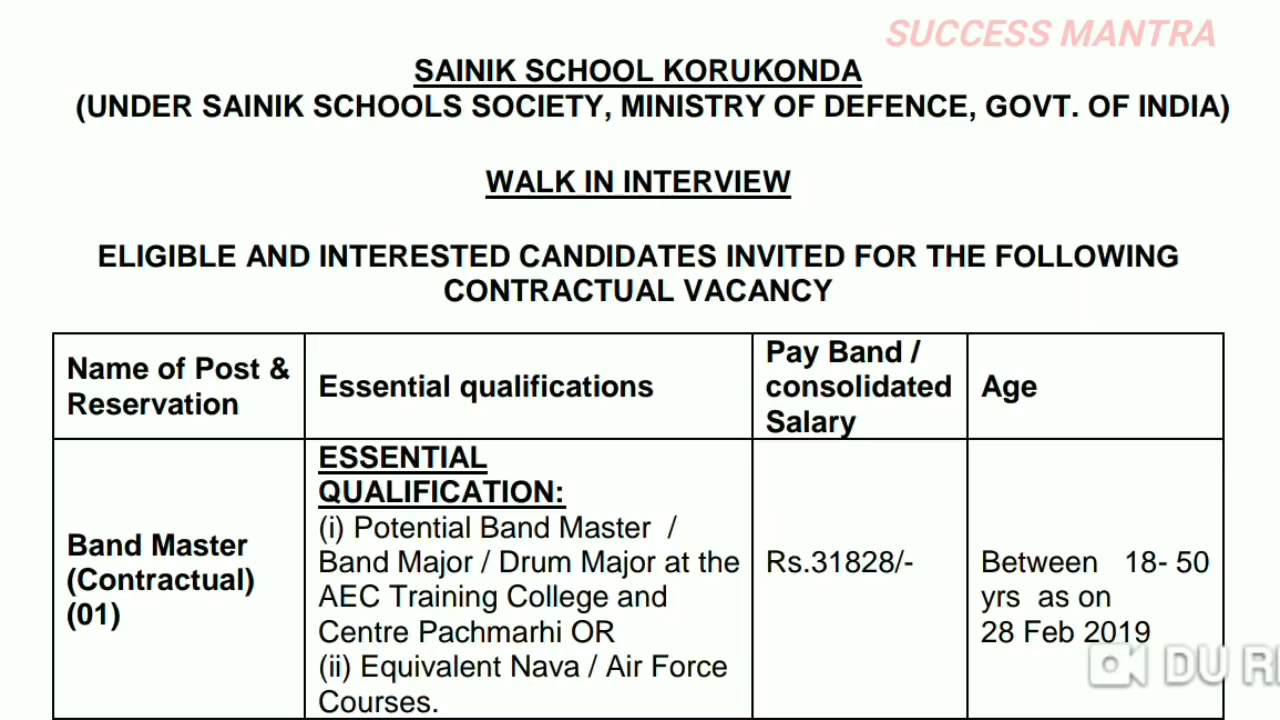 SUCCESS MANTRA
SAINIK SCHOOL KORUKONDA
(UNDER SAINIK SCHOOLS SOCIETY, MINISTRY OF DEFENCE, GOVT. OF INDIA)
WALK IN INTERVIEW
ELIGIBLE AND INTERESTED CANDIDATES INVITED FOR THE FOLLOWING
CONTRACTUAL VACANCY
Name of Post &
Reservation
Essential qualifications
Pay Band /
consolidated
Salary
Age
Band Master
(Contractual)
(01)
ESSENTIAL
QUALIFICATION:
(i) Potential Band Master /
Band Major / Drum Major at the
AEC Training College and
Centre Pachmarhi OR
(ii) Equivalent Nava / Air Force
Courses.
Rs.31828/-
Between 18- 50
yrs as on
28 Feb 2019
DU